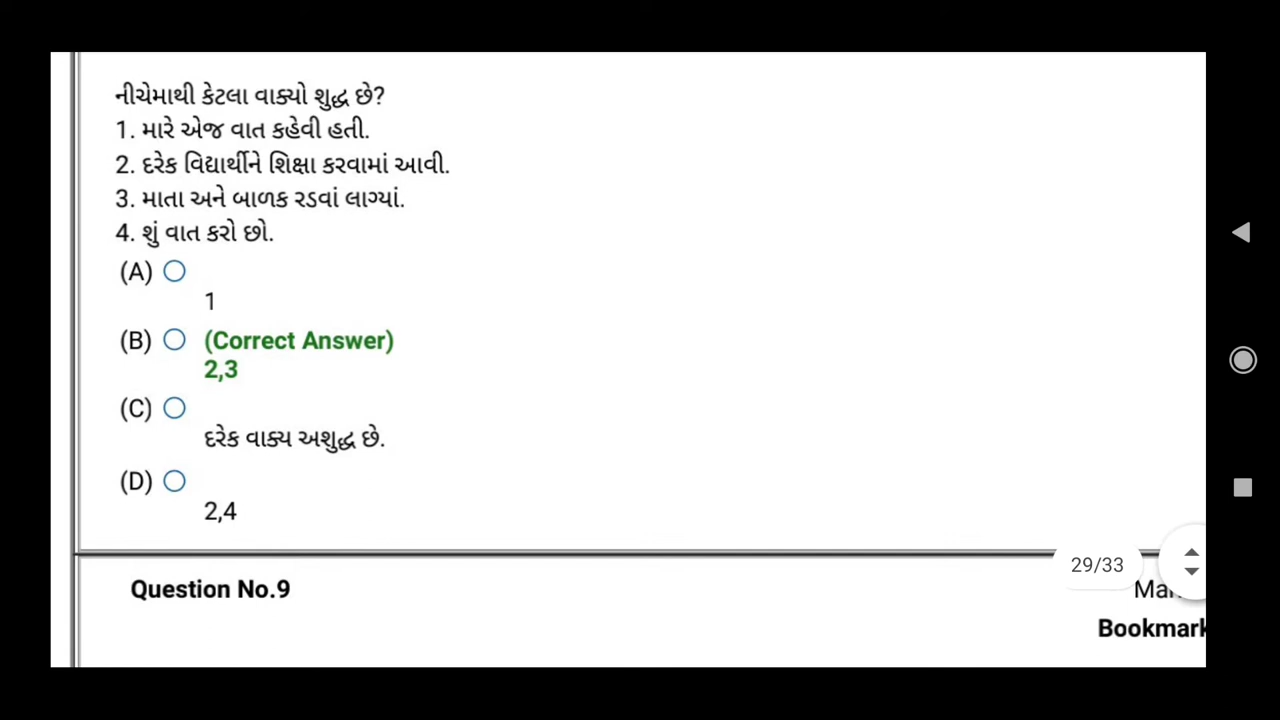 નીચેમાથી કેટલા વાક્યો શુદ્ધ છે?
1. મારે એજ વાત કહેવી હતી.
2. દરેક વિદ્યાર્થીને શિક્ષા કરવામાં આવી.
3. માતા અને બાળક રડવાં લાગ્યાં.
4. શું વાત કરો છો.
(A)
1
(B) (Correct Answer)
2,3
(C)
દરેક વાક્ય અશુદ્ધ છે.
(D)
2,4
29/33
Question No.9
Bookmark